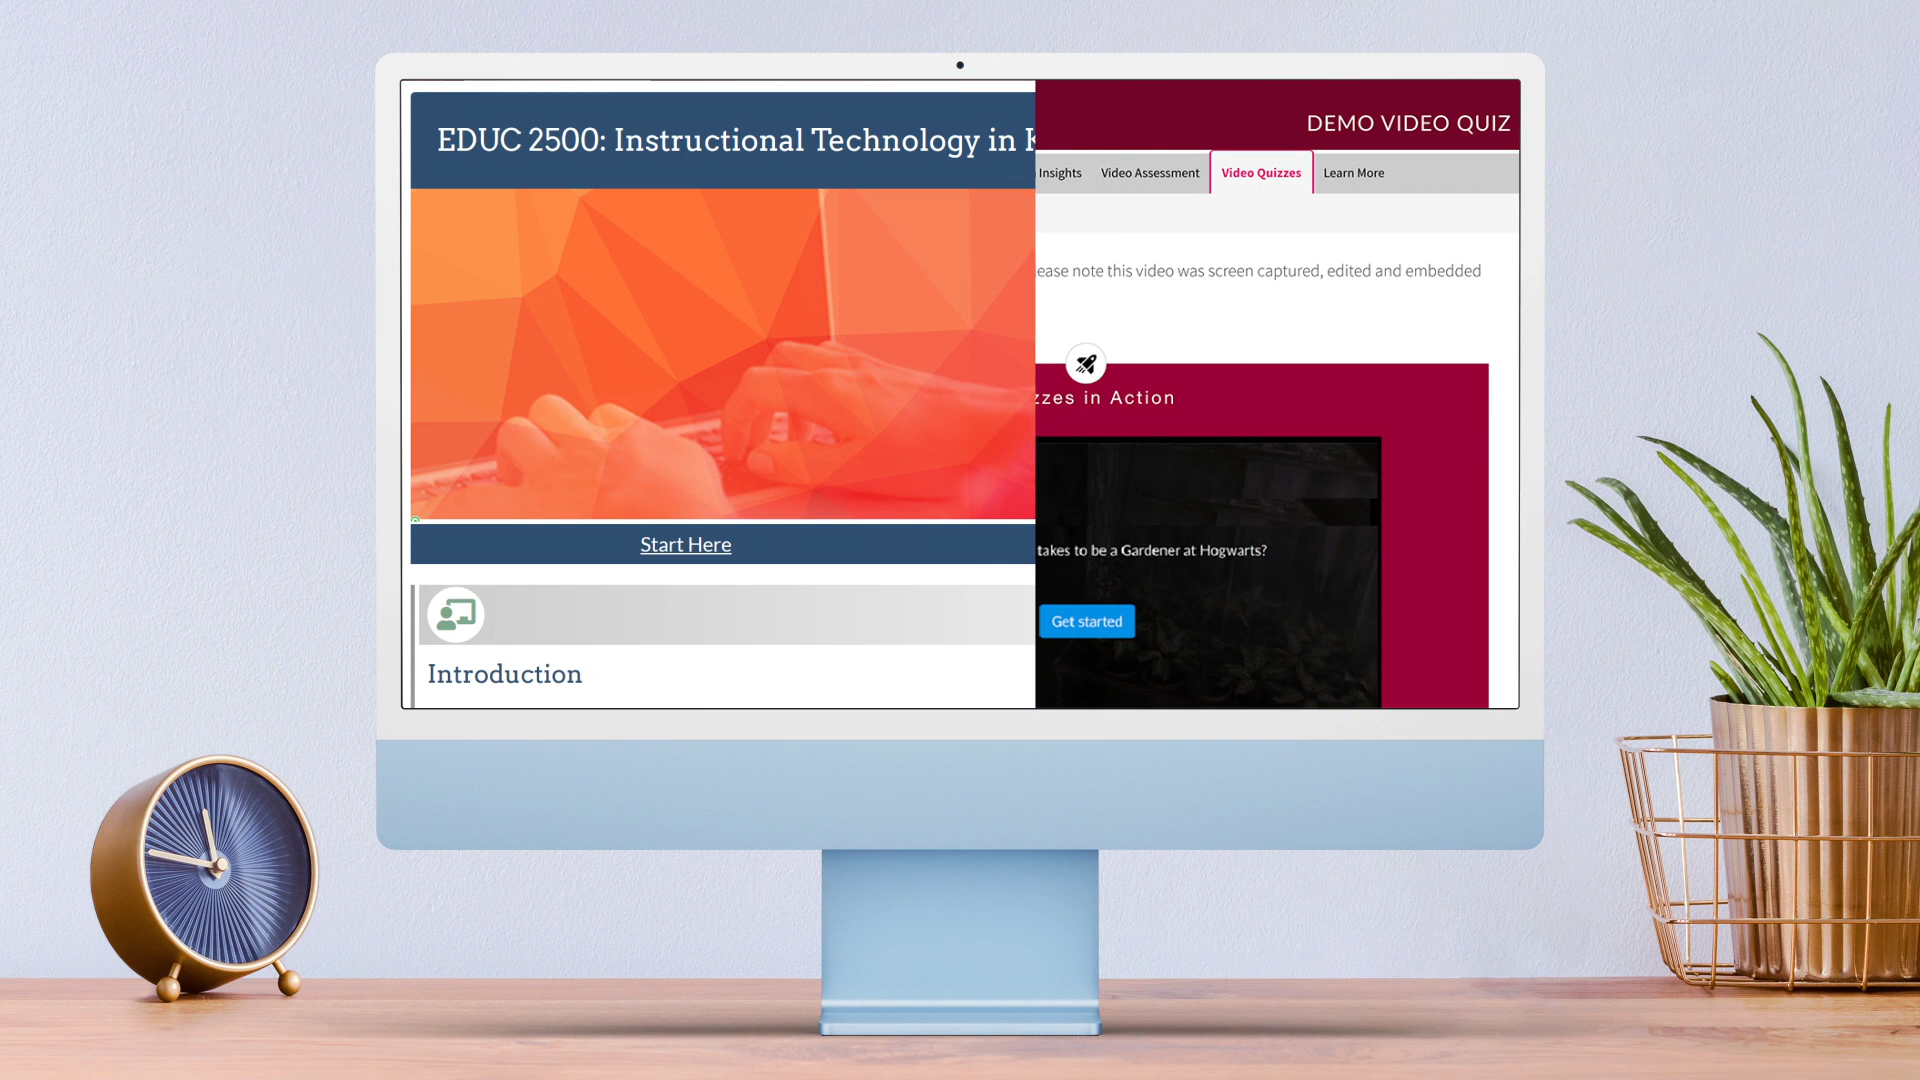 EDUC 2500: Instructional Technology in
Start Here
Introduction
DEMO VIDEO QUIZ
Insights
Video Assessment
Video Quizzes
Learn More
ease note this video was screen captured, edited and embedded
zzes in Action
takes to be a Gardener at Hogwarts?
Get started